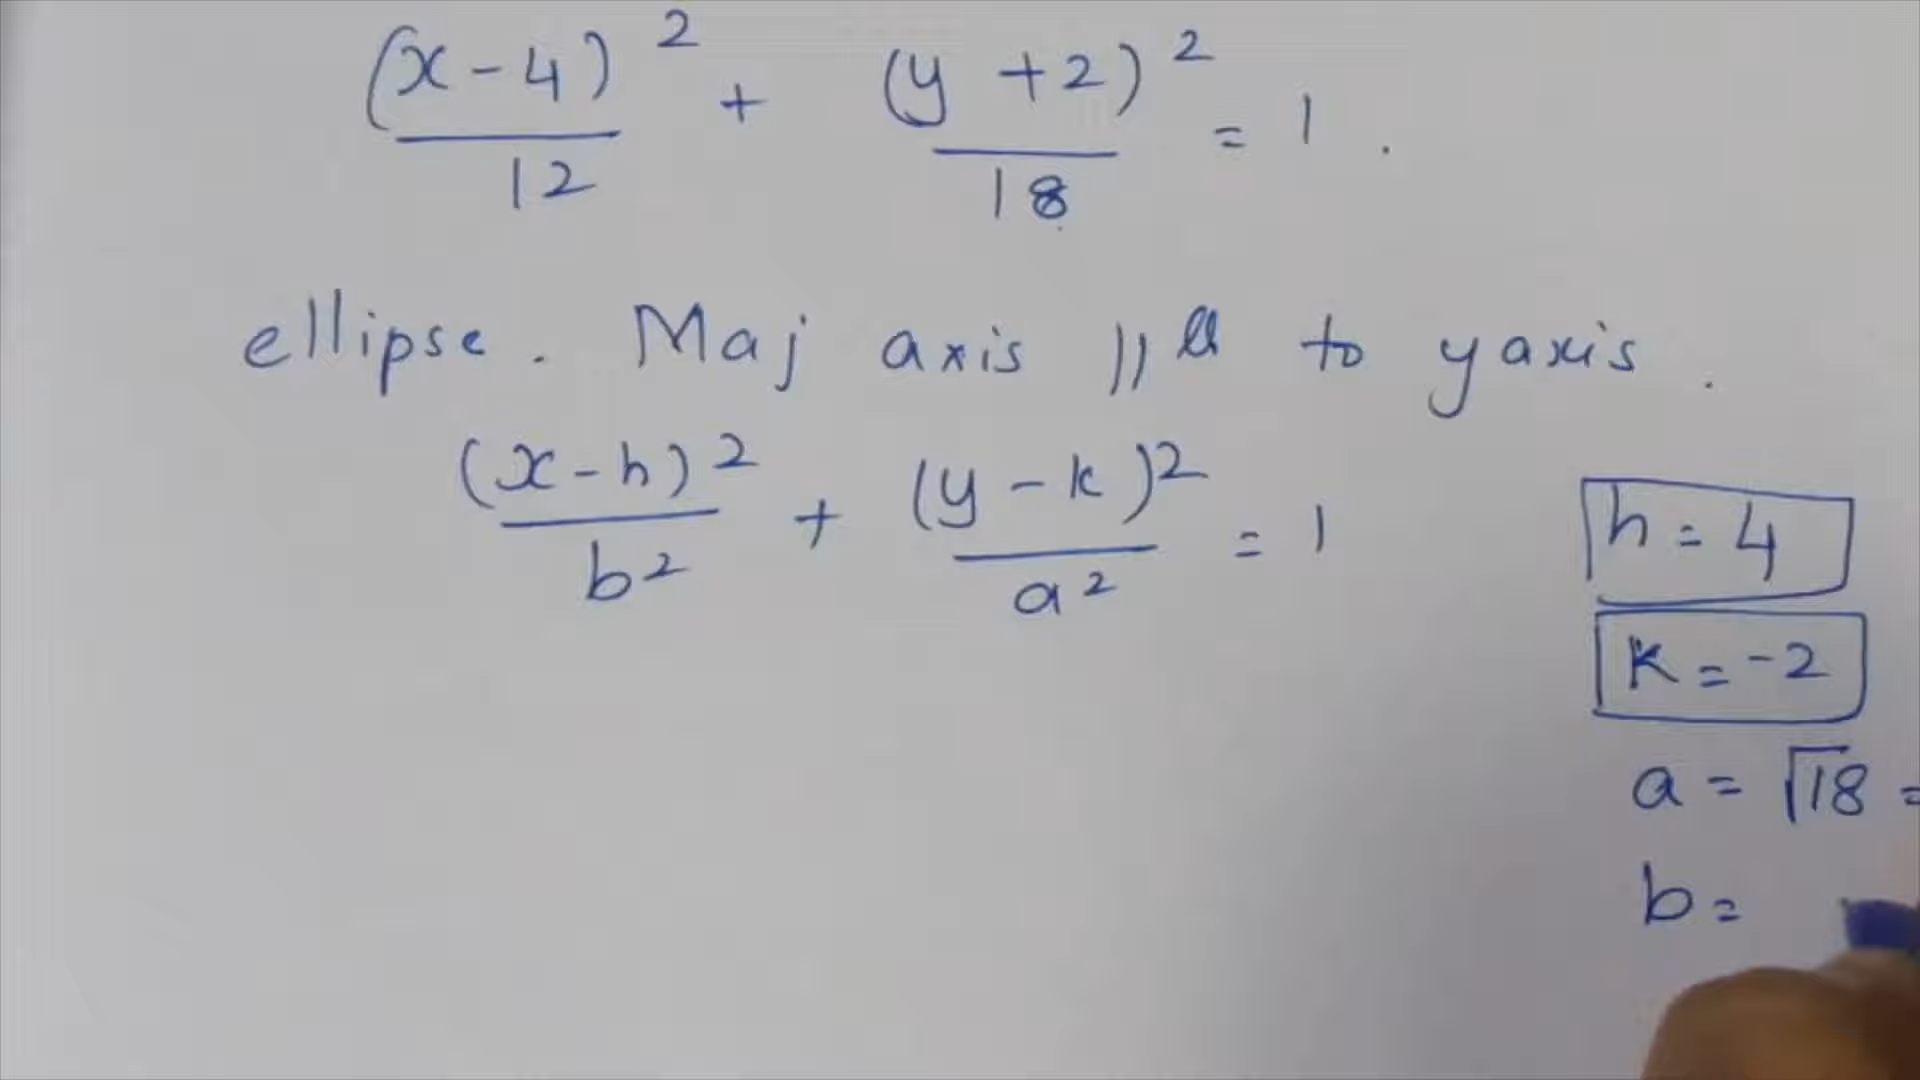 (x-4)²/12 + (y+2)²/18 = 1.
ellipse. Maj axis ||ll to y axis.
(x-h)²/b² + (y-k)²/a² = 1
h = 4
k = -2
a = √18 =
b =